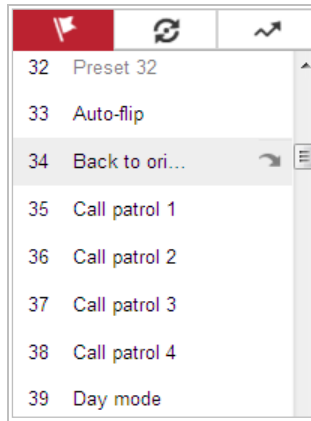 32 Preset 32
33 Auto-flip
34 Back to ori...
35 Call patrol 1
36 Call patrol 2
37 Call patrol 3
38 Call patrol 4
39 Day mode